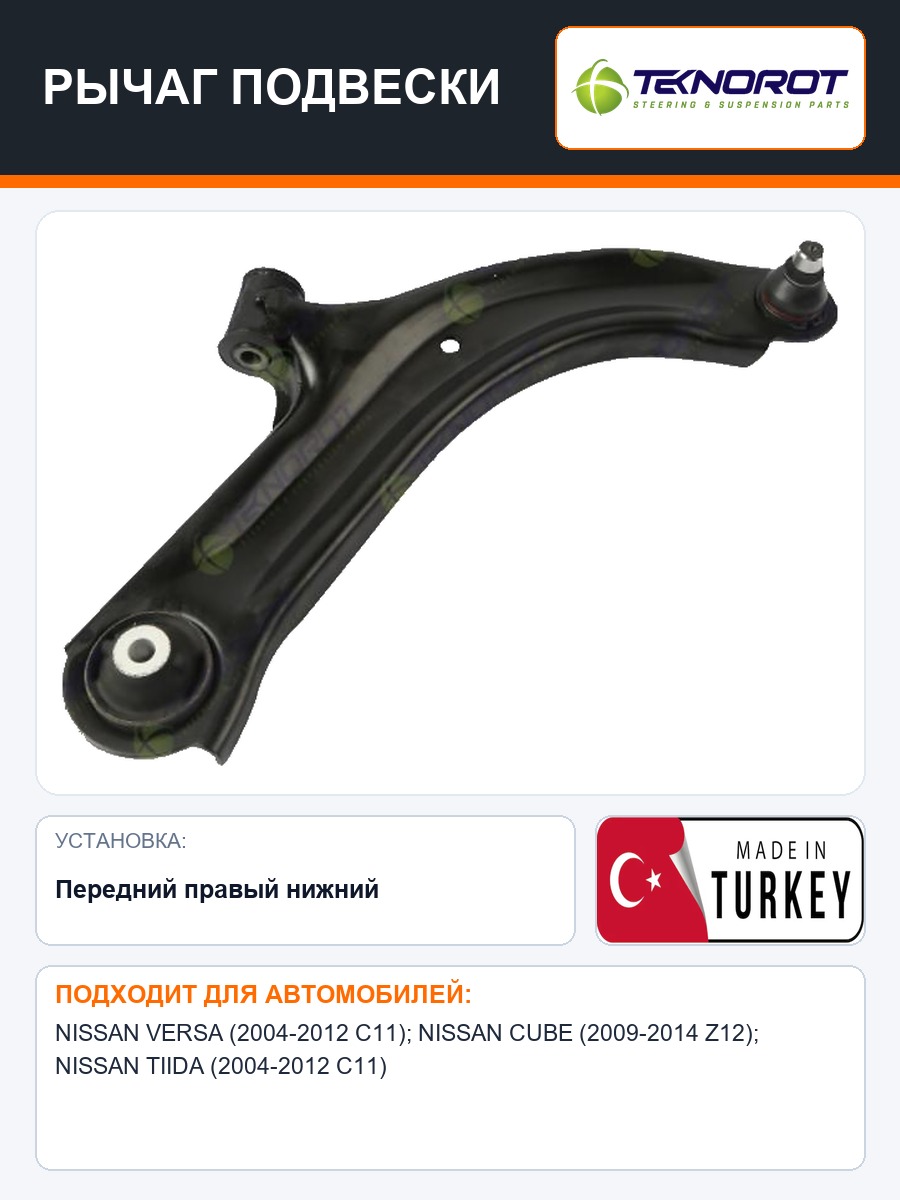 РЫЧАГ ПОДВЕСКИ
TEKNOROT
STEERING & SUSPENSION PARTS
TEKNOROT
УСТАНОВКА:
Передний правый нижний
MADE IN
TURKEY
ПОДХОДИТ ДЛЯ АВТОМОБИЛЕЙ:
NISSAN VERSA (2004-2012 C11); NISSAN CUBE (2009-2014 Z12);
NISSAN TIIDA (2004-2012 C11)